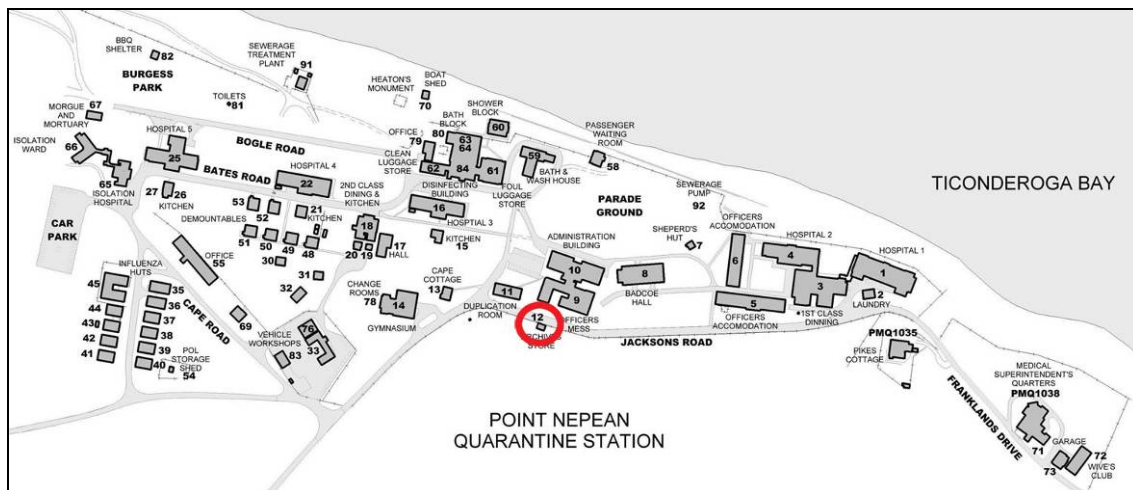 BBQ
SHELTER
82
BURGESS
PARK
SEWERAGE
TREATMENT
PLANT
91
TOILETS
81
HEATON'S
MONUMENT
BOAT
SHED
70
SHOWER
BLOCK
60
BATH
BLOCK
63
64
84
OFFICE
79
80
CLEAN
LUGGAGE
STORE
62
61
DISINFECTING
BUILDING
FOUL
LUGGAGE
STORE
59
BATH &
WASH HOUSE
PASSENGER
WAITING
ROOM
58
MORGUE
AND
MORTUARY
67
ISOLATION
WARD
66
65
ISOLATION
HOSPITAL
HOSPITAL 5
25
BOGLE ROAD
BATES ROAD
HOSPITAL 4
22
27
26
KITCHEN
DEMOUNTABLES
53
52
21
KITCHEN
51
50
49
48
30
31
32
2ND CLASS
DINING &
KITCHEN
18
20
19
17
HALL
16
HOSPTIAL 3
KITCHEN
15
PARADE
GROUND
SEWERAGE
PUMP
92
SHEPERD'S
HUT
7
TICONDEROGA BAY
OFFICERS
ACCOMODATION
6
HOSPITAL 2
4
HOSPITAL 1
1
3
2
LAUNDRY
1ST CLASS
DINNING
5
OFFICERS
ACCOMODATION
ADMINISTRATION
BUILDING
10
9
8
BADCOE
HALL
OFFICERS
MESS
12
STORE
11
DUPLICATION
ROOM
CAPE
COTTAGE
13
CHANGE
ROOMS
78
14
GYMNASIUM
CAR
PARK
OFFICE
55
INFLUENZA
HUTS
45
44
43
42
41
35
36
37
38
39
40
POL
STORAGE
SHED
54
CAPE ROAD
69
VEHICLE
WORKSHOPS
76
33
83
JACKSONS ROAD
PMQ1035
PIKES
COTTAGE
FRANKLANDS DRIVE
MEDICAL
SUPERINTENDENT'S
QUARTERS
PMQ1038
71
GARAGE
73
72
WIVE'S
CLUB
POINT NEPEAN
QUARANTINE STATION